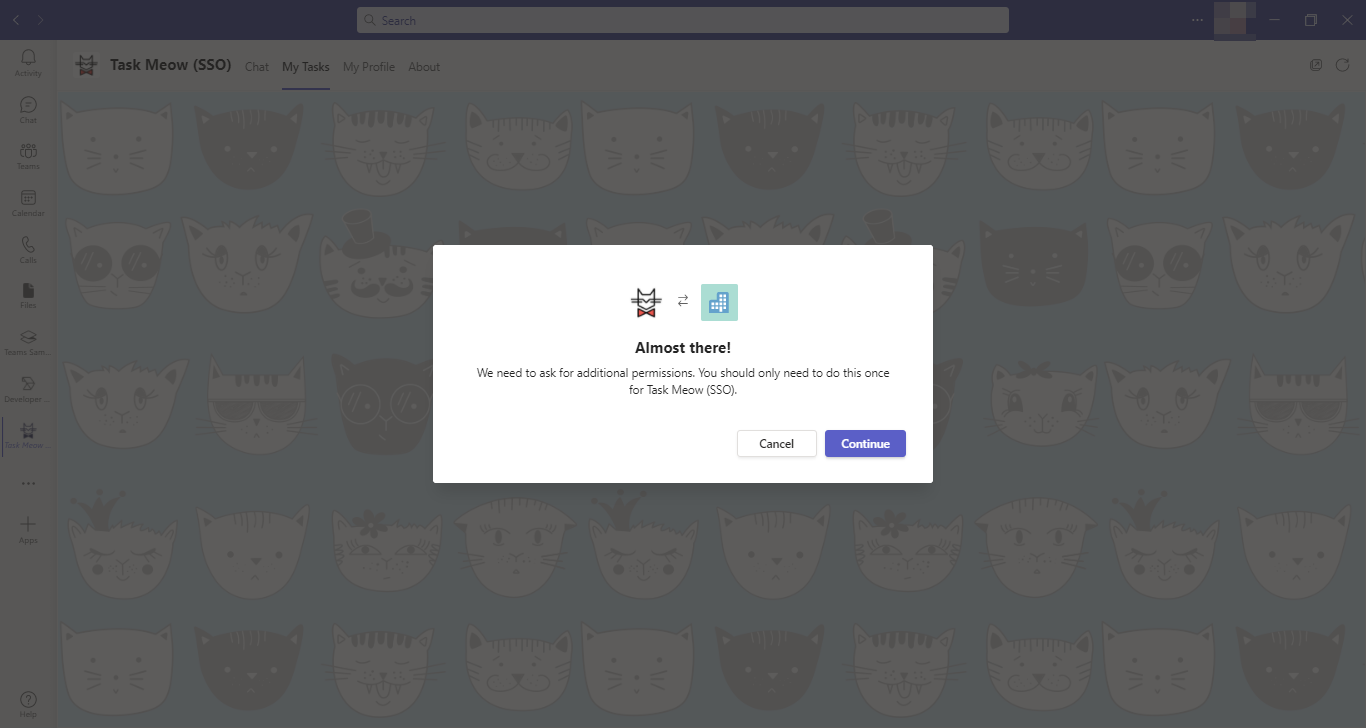 Search
Task Meow (SSO)
Chat
My Tasks
My Profile
About
Activity
Chat
Teams
Calendar
Calls
Files
Teams Sam...
Developer ...
Task Meow ...
Apps
Help
Almost there!
We need to ask for additional permissions. You should only need to do this once
for Task Meow (SSO).
Cancel
Continue